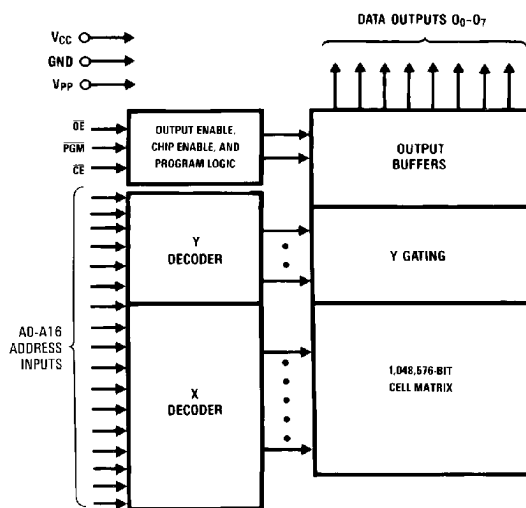 DATA OUTPUTS O0-O7
VCC
GND
VPP
OE
PGM
CE
OUTPUT ENABLE,
CHIP ENABLE, AND
PROGRAM LOGIC
OUTPUT
BUFFERS
Y
DECODER
Y GATING
A0-A16
ADDRESS
INPUTS
X
DECODER
1,048,576-BIT
CELL MATRIX